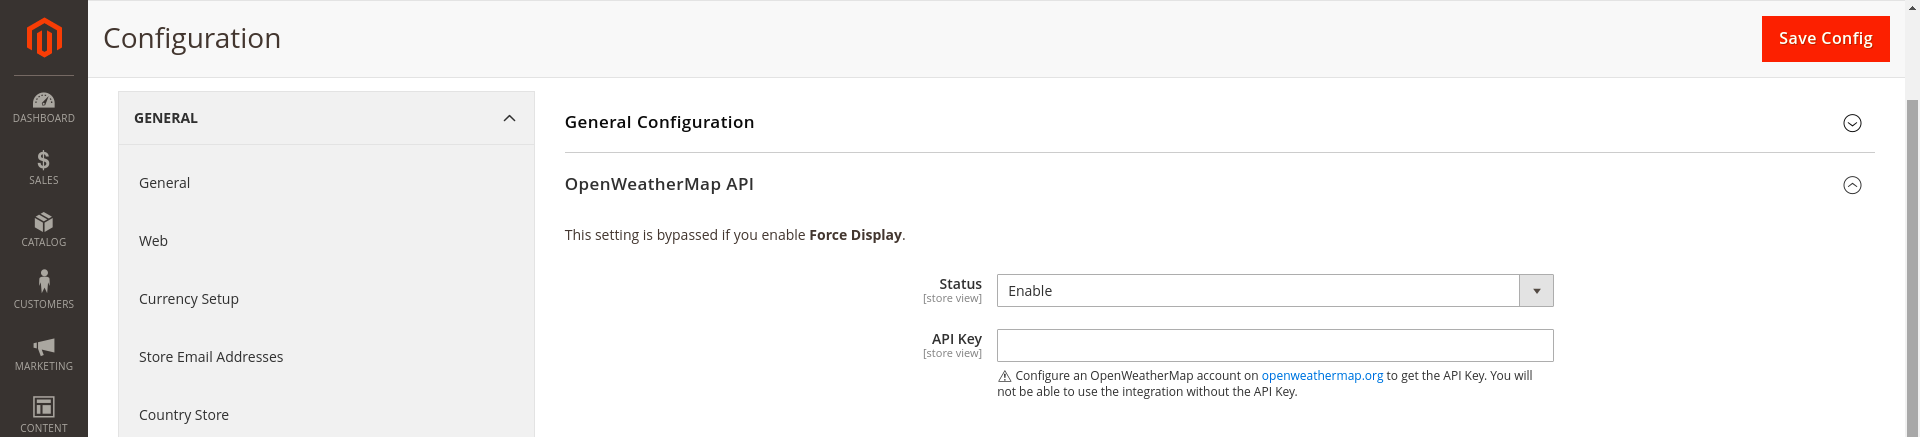 Configuration
Save Config
DASHBOARD
SALES
CATALOG
CUSTOMERS
MARKETING
CONTENT
GENERAL
General
Web
Currency Setup
Store Email Addresses
Country Store
General Configuration
OpenWeatherMap API
This setting is bypassed if you enable Force Display.
Status
[store view]
Enable
API Key
[store view]
Configure an OpenWeatherMap account on openweathermap.org to get the API Key. You will
not be able to use the integration without the API Key.